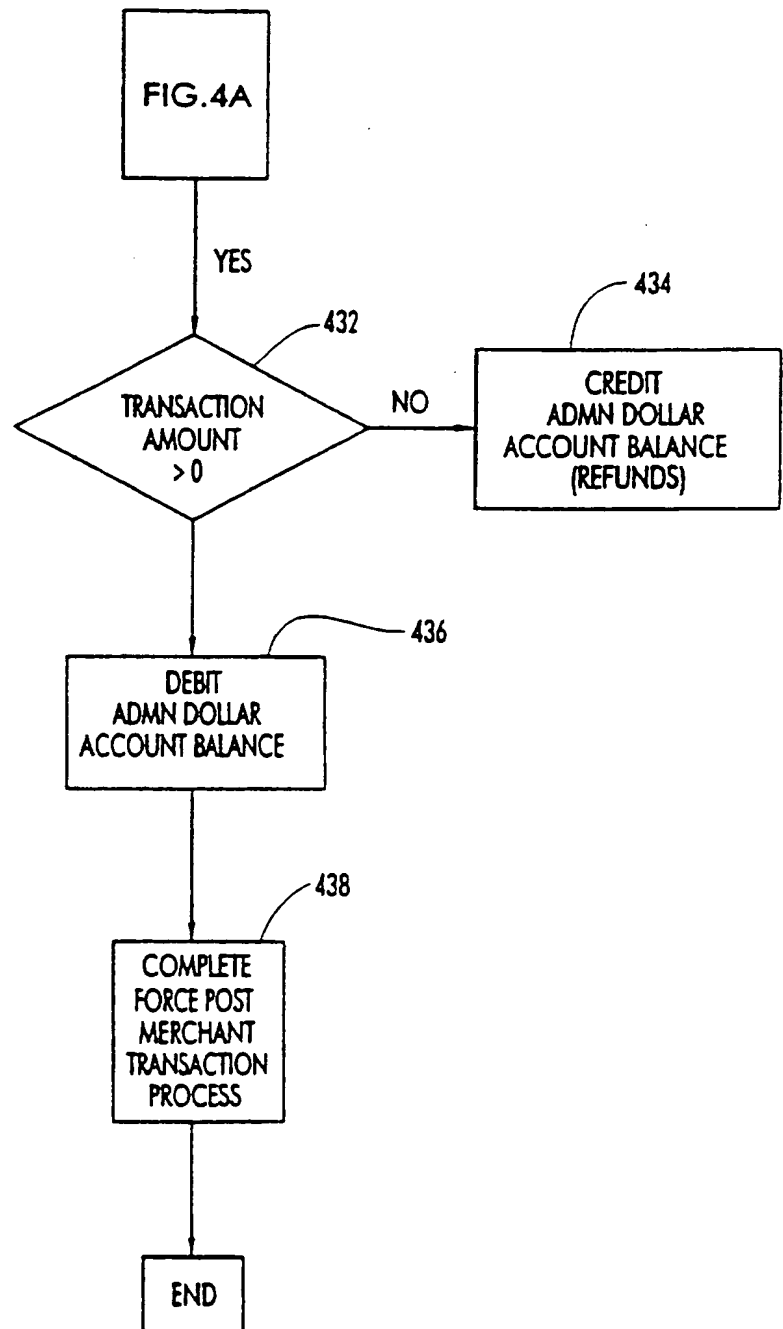 FIG.4A
YES
432
TRANSACTION
AMOUNT
> 0
NO
434
CREDIT
ADMN DOLLAR
ACCOUNT BALANCE
(REFUNDS)
436
DEBIT
ADMN DOLLAR
ACCOUNT BALANCE
438
COMPLETE
FORCE POST
MERCHANT
TRANSACTION
PROCESS
END